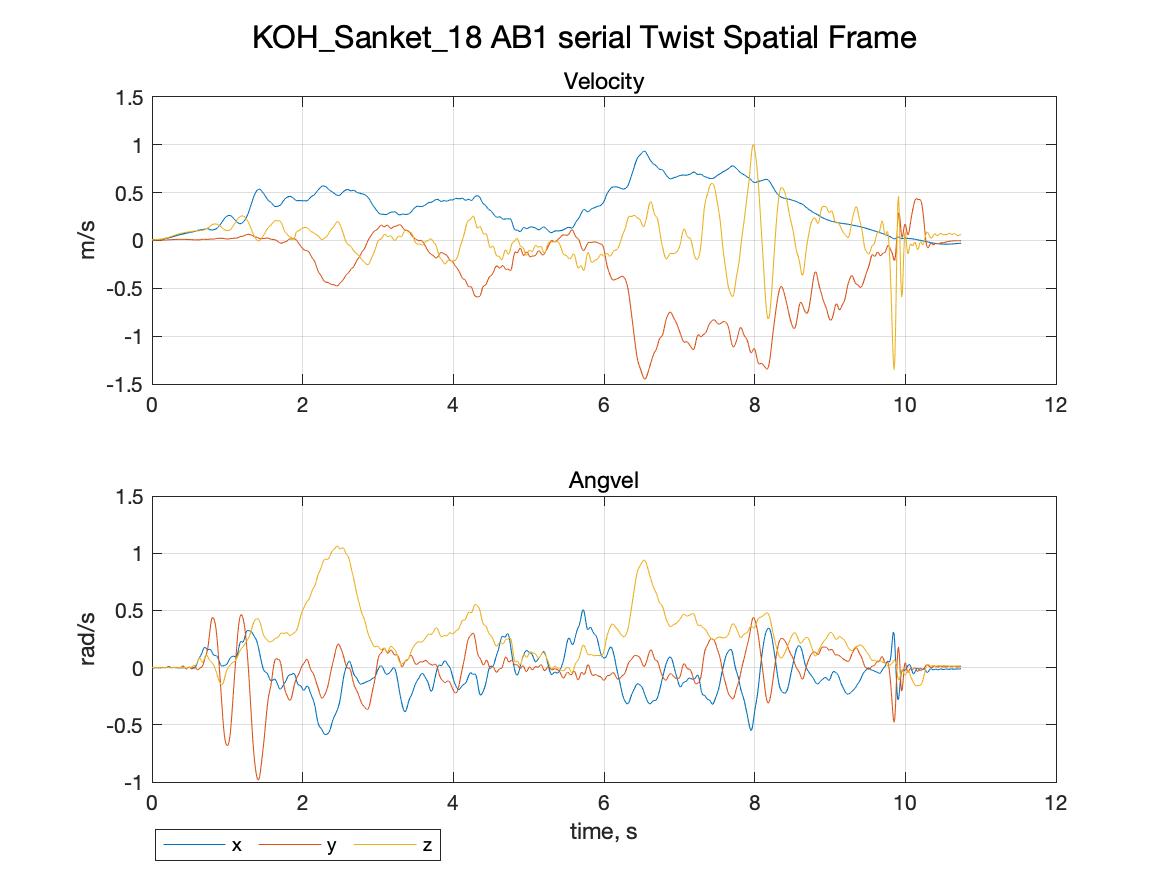 KOH_Sanket_18 AB1 serial Twist Spatial Frame
Velocity
1.5
1
0.5
0
-0.5
-1
-1.5
m/s
0 2 4 6 8 10 12
Angvel
1.5
1
0.5
0
-0.5
-1
rad/s
0 2 4 6 8 10 12
time, s
x y z